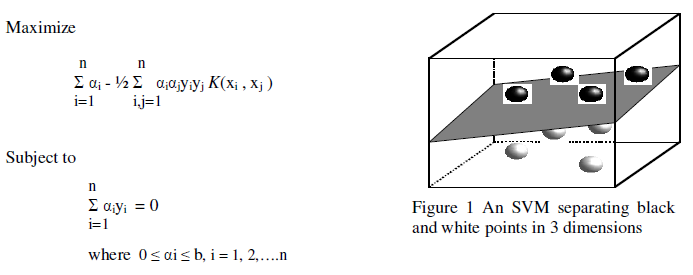 Maximize
n n
Σ αi - ½ Σ αiαjyiyj K(xi , xj )
i=1 i,j=1
Subject to
n
Σ αiyi = 0
i=1
where 0 ≤ αi ≤ b, i = 1, 2,….n
Figure 1 An SVM separating black
and white points in 3 dimensions